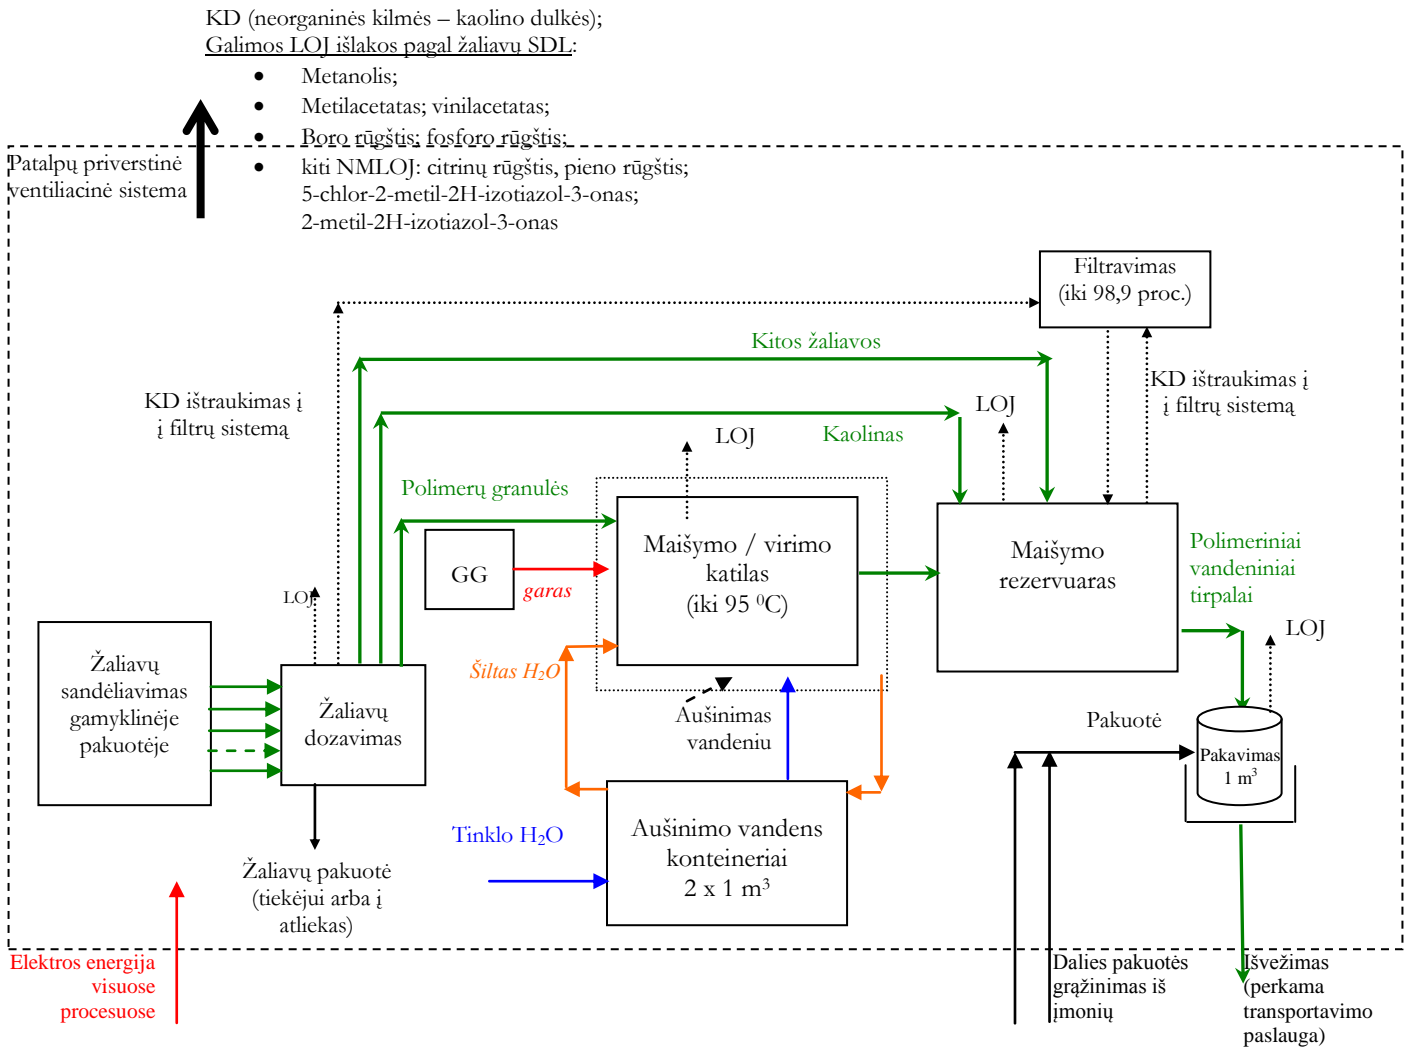 KD (neorganinės kilmės – kaolino dulkės);
Galimos LOJ išlakos pagal žaliavų SDL:
• Metanolis;
• Metilacetatas; vinilacetatas;
• Boro rūgštis; fosforo rūgštis;
• kiti NMLOJ: citrinų rūgštis, pieno rūgštis;
5-chlor-2-metil-2H-izotiazol-3-onas;
2-metil-2H-izotiazol-3-onas
Patalpų priverstinė
ventiliacinė sistema
Filtravimas
(iki 98,9 proc.)
Kitos žaliavos
KD ištraukimas į
į filtrų sistemą
KD ištraukimas į
į filtrų sistemą
LOJ
Kaolinas
LOJ
Polimerų granulės
Maišymo / virimo
katilas
(iki 95 ⁰C)
GG
garas
Maišymo
rezervuaras
Polimeriniai
vandeniniai
tirpalai
LOJ
LOJ
Žaliavų
sandėliavimas
gamyklinėje
pakuotėje
Žaliavų
dozavimas
Šiltas H₂O
Aušinimas
vandeniu
Pakuotė
Pakavimas
1 m³
Tinklo H₂O
Aušinimo vandens
konteineriai
2 x 1 m³
Žaliavų pakuotė
(tiekėjui arba į
atliekas)
Elektros energija
visuose
procesuose
Dalies pakuotės
grąžinimas iš
įmonių
Išvežimas
(perkama
transportavimo
paslauga)